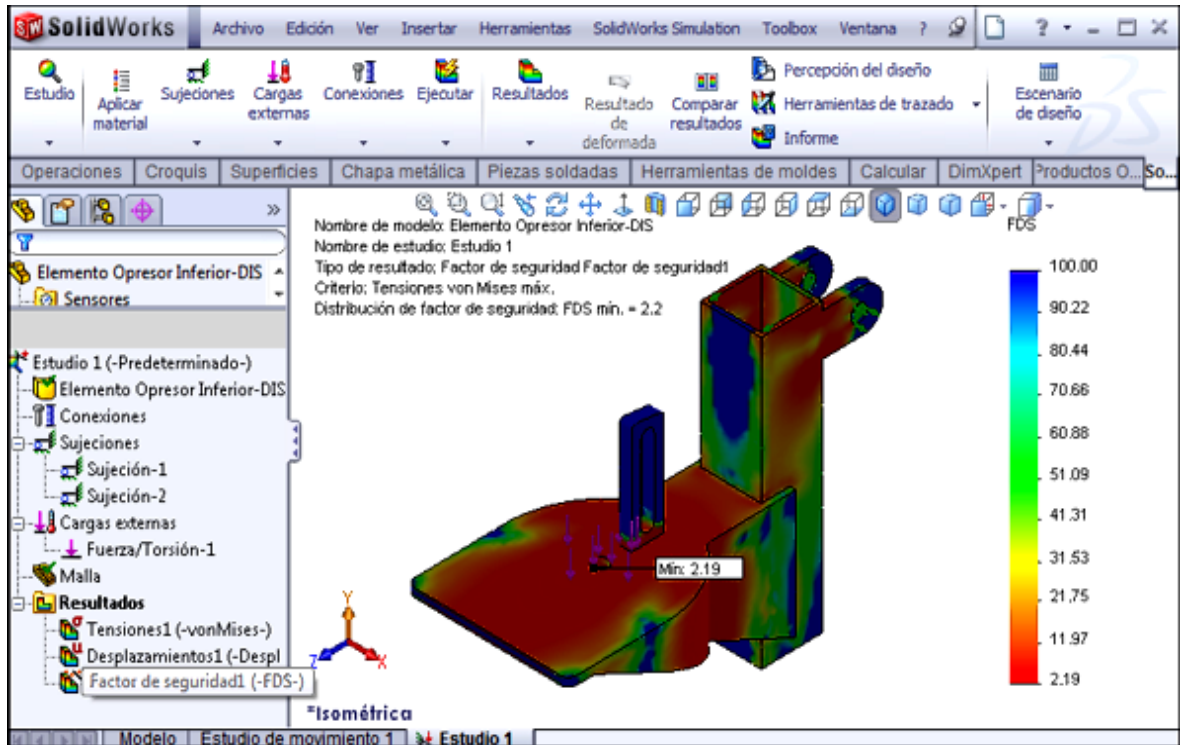 SolidWorks Archivo Edición Ver Insertar Herramientas SolidWorks Simulation Toolbox Ventana ? ?
Estudio
Aplicar material
Sujeciones
Cargas externas
Conexiones
Ejecutar
Resultados
Resultado de deformada
Comparar resultados
Percepción del diseño
Herramientas de trazado
Informe
Escenario de diseño
Operaciones Croquis Superficies Chapa metálica Piezas soldadas Herramientas de moldes Calcular DimXpert Productos O... So...
Elemento Opresor Inferior-DIS
Sensores
Estudio 1 (-Predeterminado-)
Elemento Opresor Inferior-DIS
Conexiones
Sujeciones
Sujeción-1
Sujeción-2
Cargas externas
Fuerza/Torsión-1
Malla
Resultados
Tensiones1 (-vonMises-)
Desplazamientos1 (-Despl
Factor de seguridad1 (-FDS-)
Nombre de modelo: Elemento Opresor Inferior-DIS
Nombre de estudio: Estudio 1
Tipo de resultado: Factor de seguridad Factor de seguridad1
Criterio: Tensiones von Mises máx.
Distribución de factor de seguridad: FDS mín. = 2.2
Mín: 2.19
Y
Z
X
*Isométrica
FDS
100.00
90.22
80.44
70.66
60.88
51.09
41.31
31.53
21.75
11.97
2.19
Modelo Estudio de movimiento 1 Estudio 1